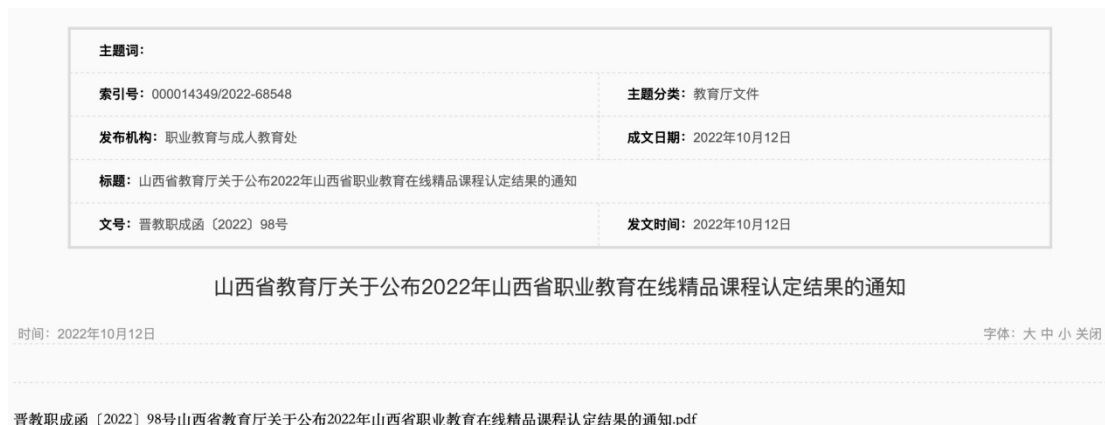 主题词：
索引号：000014349/2022-68548 主题分类：教育厅文件
发布机构：职业教育与成人教育处 成文日期：2022年10月12日
标题：山西省教育厅关于公布2022年山西省职业教育在线精品课程认定结果的通知
文号：晋教职成函〔2022〕98号 发文时间：2022年10月12日
山西省教育厅关于公布2022年山西省职业教育在线精品课程认定结果的通知
时间：2022年10月12日 字体：大 中 小 关闭
晋教职成函〔2022〕98号山西省教育厅关于公布2022年山西省职业教育在线精品课程认定结果的通知.pdf